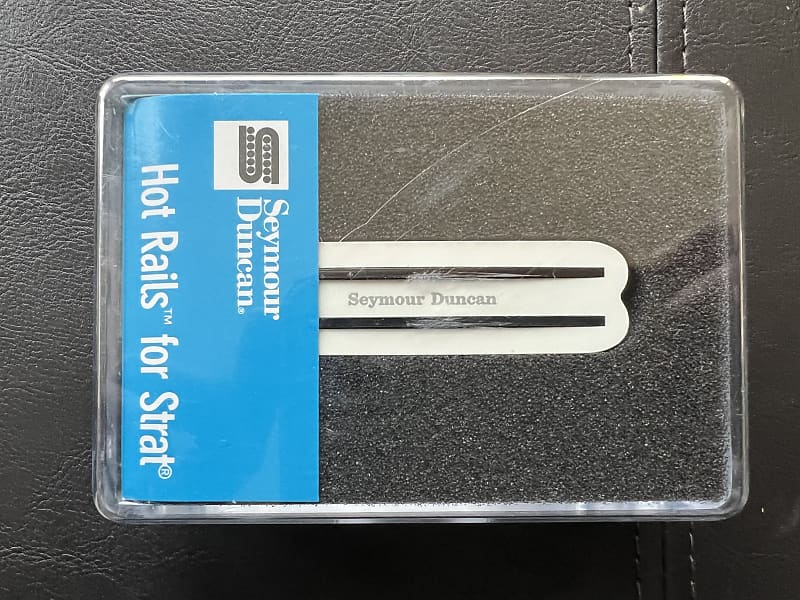 Seymour
Duncan®
Hot Rails™ for Strat®
Seymour Duncan